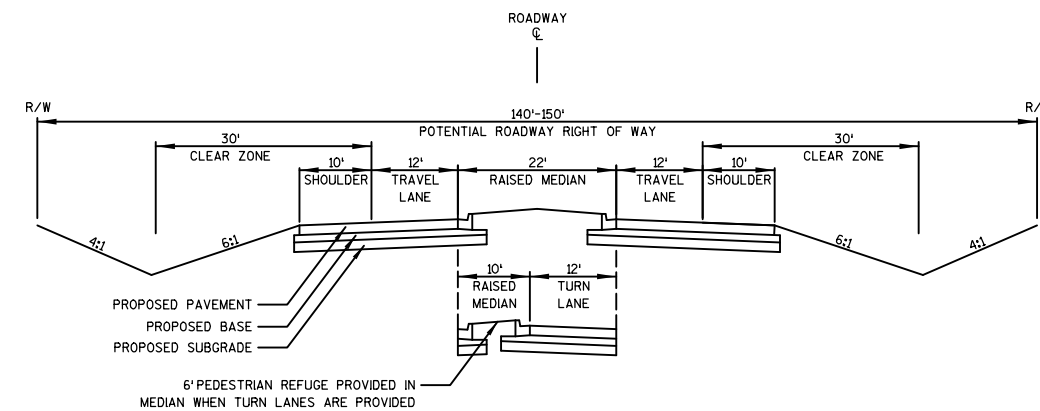 ROADWAY
℄
R/W
R/
140'-150'
POTENTIAL ROADWAY RIGHT OF WAY
30'
CLEAR ZONE
30'
CLEAR ZONE
10'
SHOULDER
12'
TRAVEL
LANE
22'
RAISED MEDIAN
12'
TRAVEL
LANE
10'
SHOULDER
4:1
6:1
6:1
4:1
10'
RAISED
MEDIAN
12'
TURN
LANE
PROPOSED PAVEMENT
PROPOSED BASE
PROPOSED SUBGRADE
6' PEDESTRIAN REFUGE PROVIDED IN
MEDIAN WHEN TURN LANES ARE PROVIDED